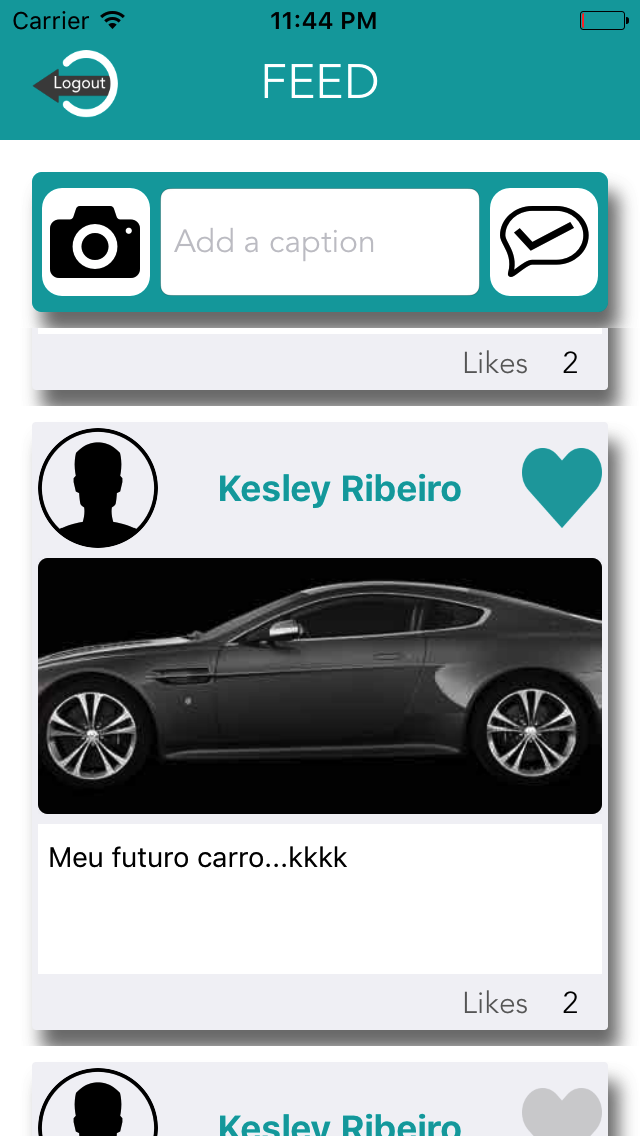 Carrier 11:44 PM
Logout FEED
Add a caption
Likes 2
Kesley Ribeiro
Meu futuro carro...kkkk
Likes 2
Kesley Ribeiro